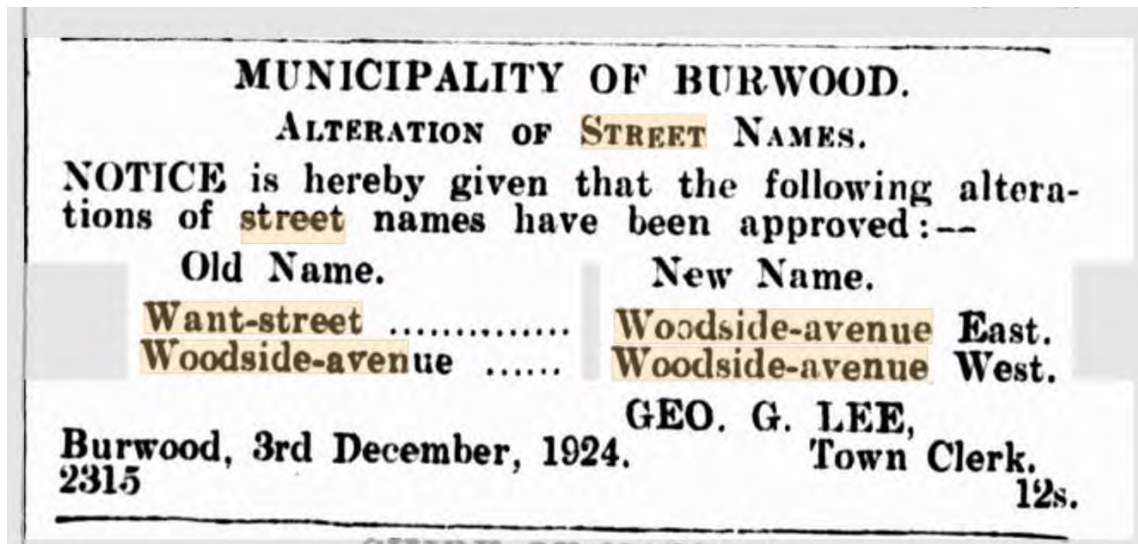 MUNICIPALITY OF BURWOOD.
ALTERATION OF STREET NAMES.
NOTICE is hereby given that the following altera-
tions of street names have been approved:—
Old Name. New Name.
Want-street .............. Woodside-avenue East.
Woodside-avenue ...... Woodside-avenue West.
GEO. G. LEE,
Burwood, 3rd December, 1924. Town Clerk.
2315 12s.